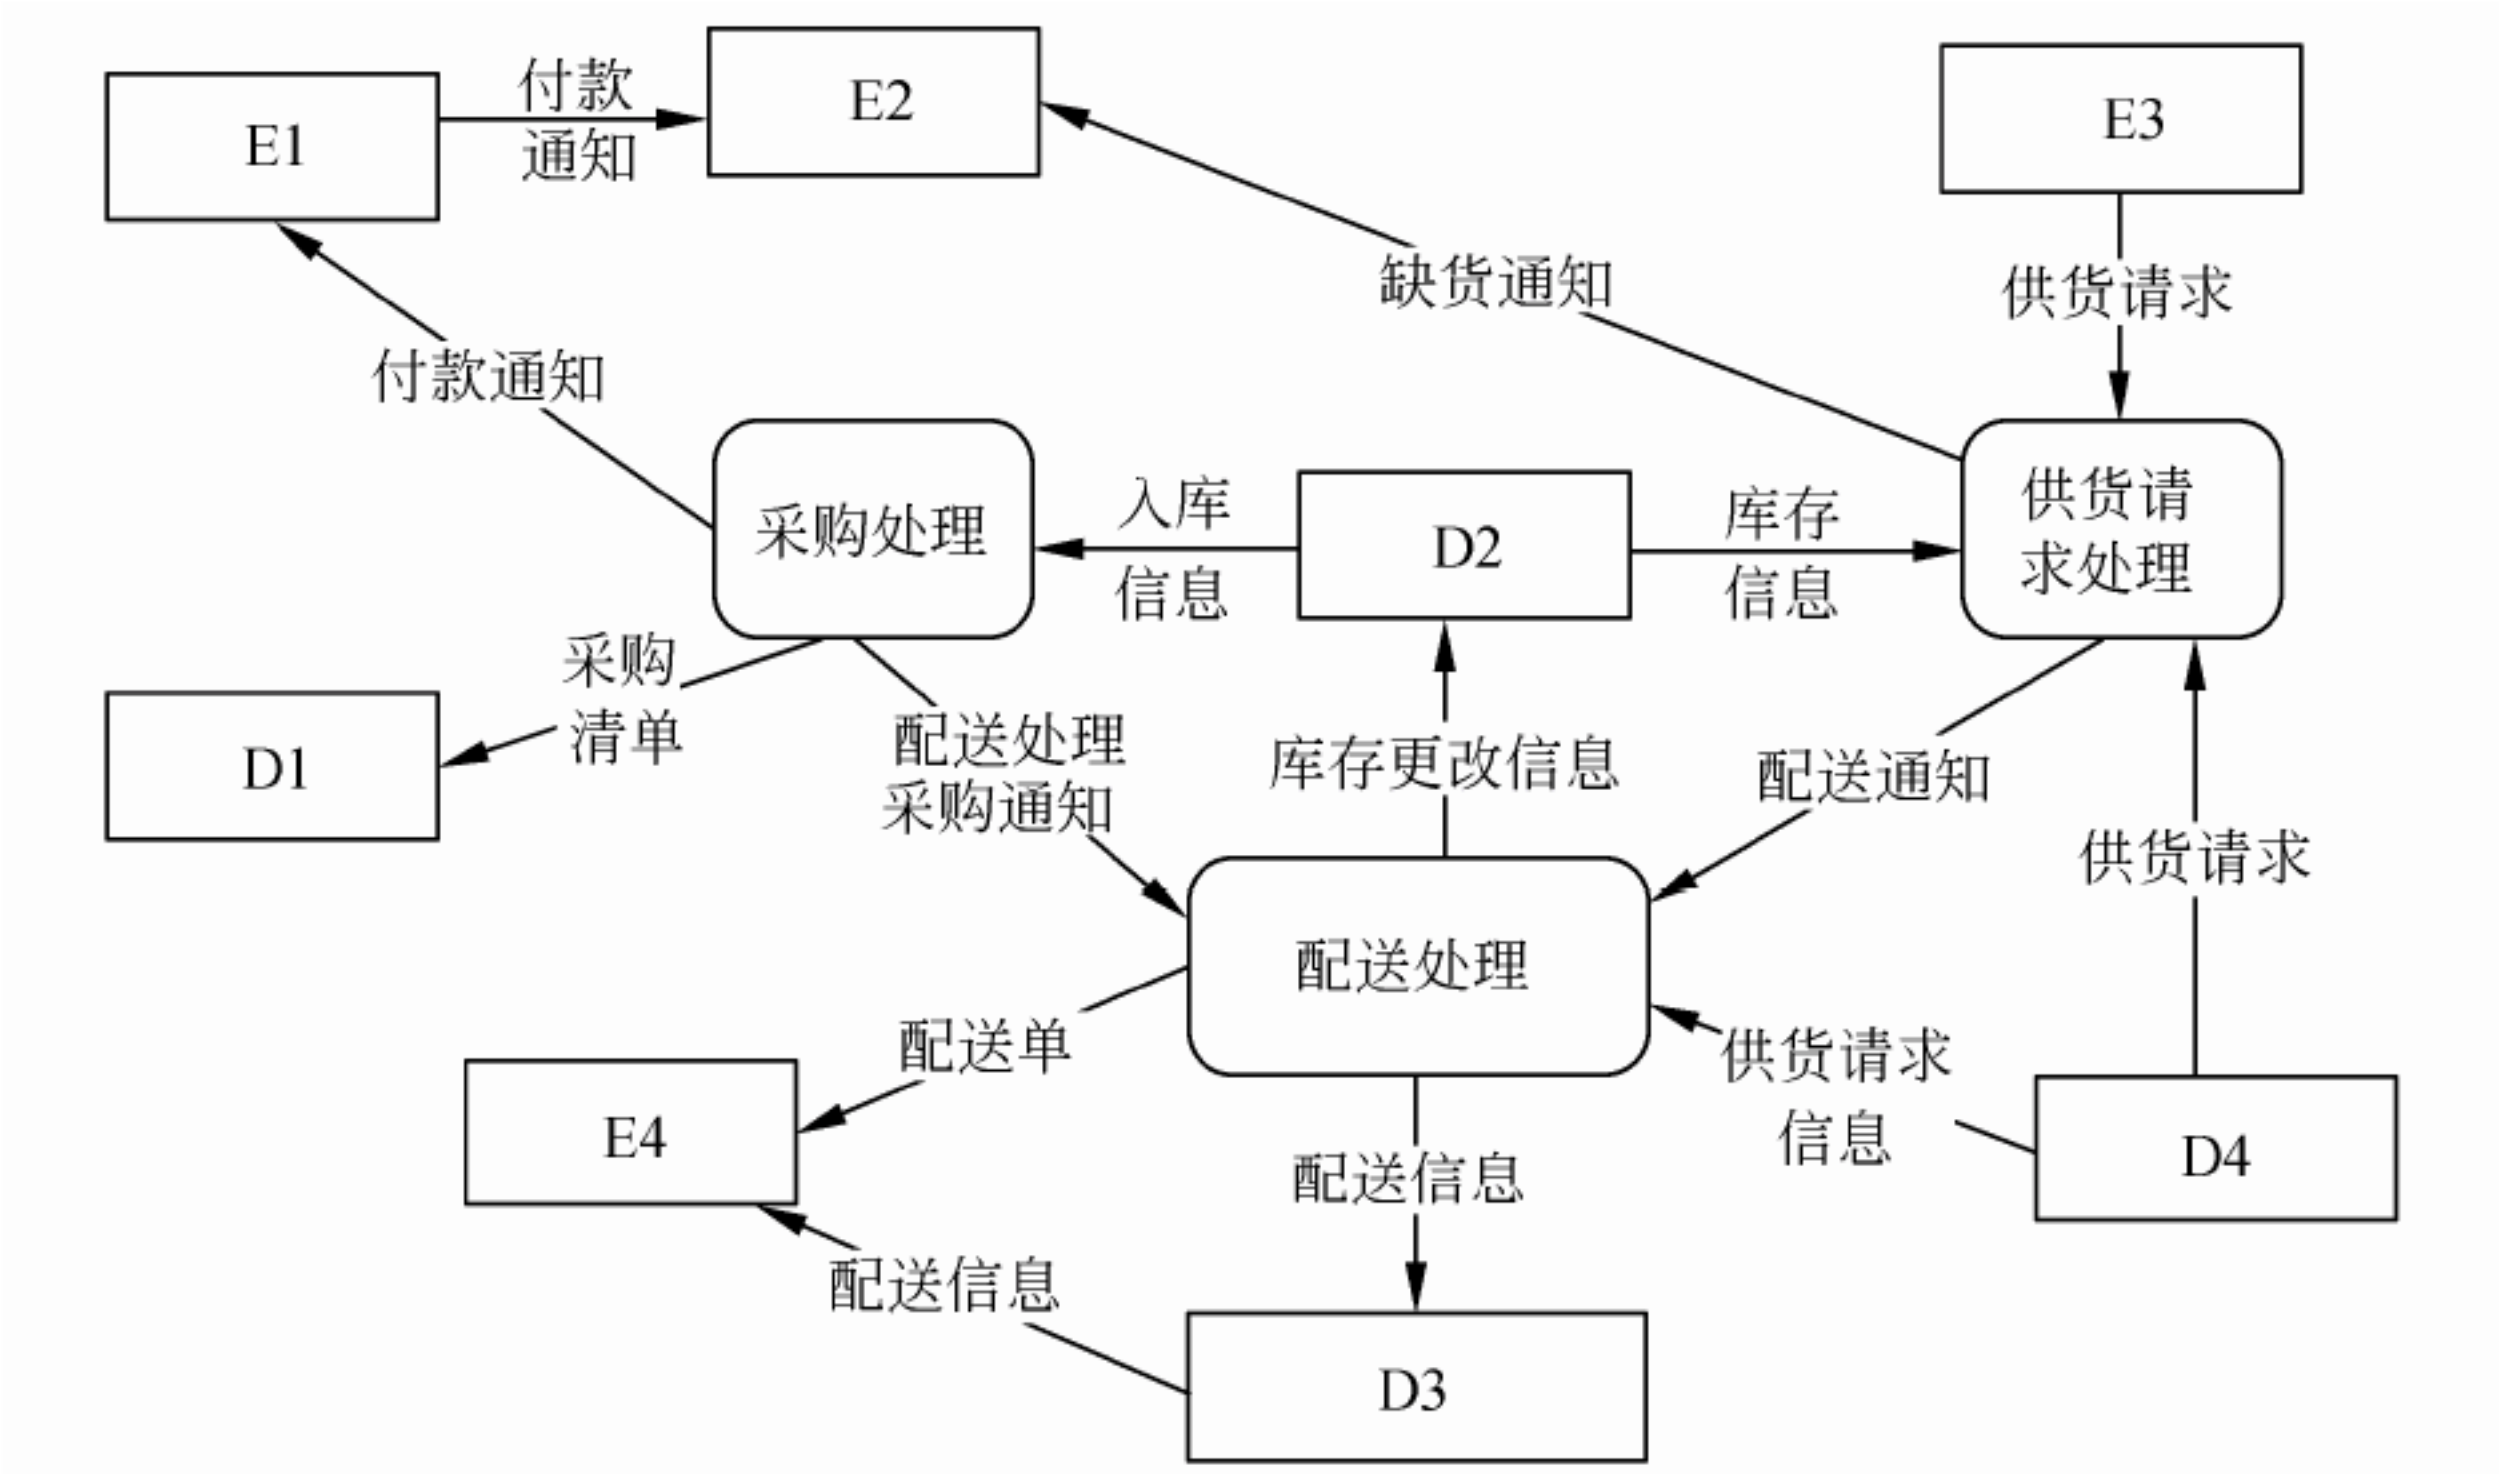 付款
通知
E1
E2
E3
缺货通知
供货请求
付款通知
采购处理
入库
信息
D2
库存
信息
供货请
求处理
采购
清单
D1
配送处理
采购通知
库存更改信息
配送通知
供货请求
配送处理
配送单
供货请求
信息
E4
D4
配送信息
配送信息
D3